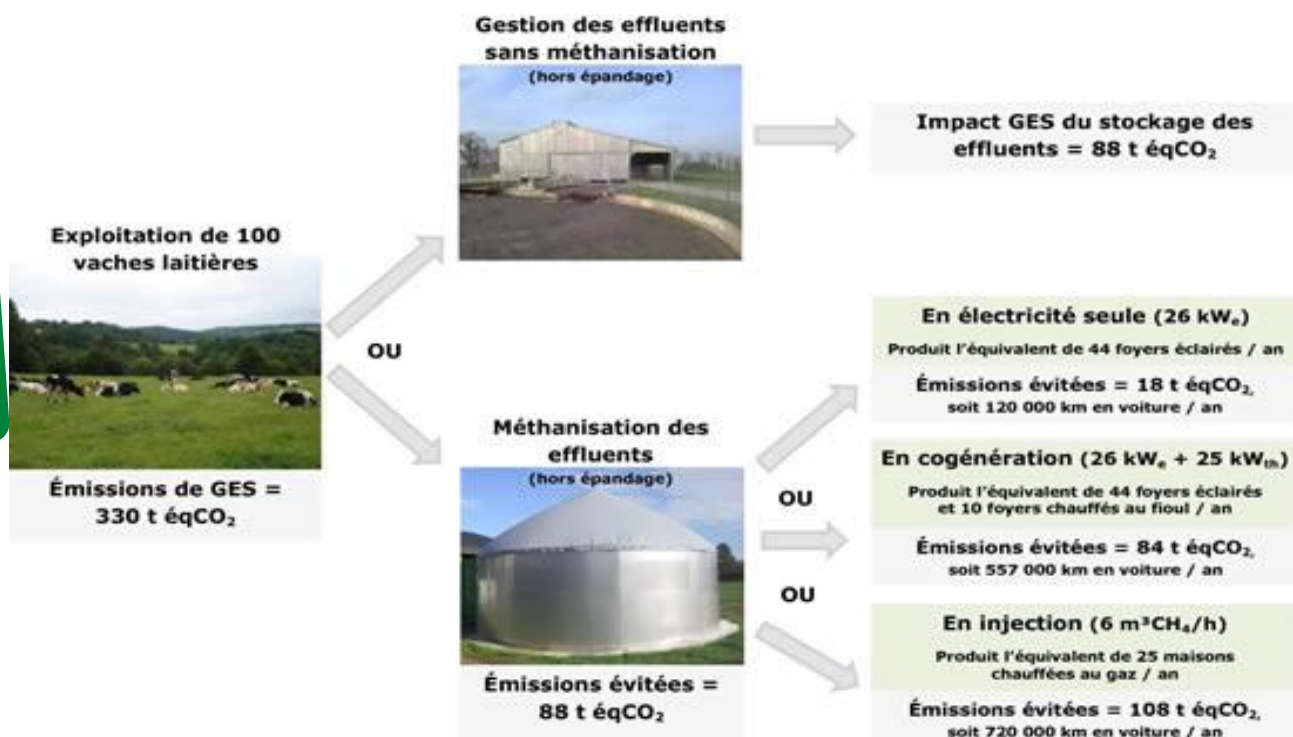 Gestion des effluents
sans méthanisation
(hors épandage)
Impact GES du stockage des
effluents = 88 t éqCO₂
Exploitation de 100
vaches laitières
OU
Émissions de GES =
330 t éqCO₂
Méthanisation des
effluents
(hors épandage)
Émissions évitées =
88 t éqCO₂
OU
OU
En électricité seule (26 kWₑ)
Produit l'équivalent de 44 foyers éclairés / an
Émissions évitées = 18 t éqCO₂,
soit 120 000 km en voiture / an
En cogénération (26 kWₑ + 25 kWₜₕ)
Produit l'équivalent de 44 foyers éclairés
et 10 foyers chauffés au fioul / an
Émissions évitées = 84 t éqCO₂,
soit 557 000 km en voiture / an
En injection (6 m³CH₄/h)
Produit l'équivalent de 25 maisons
chauffées au gaz / an
Émissions évitées = 108 t éqCO₂,
soit 720 000 km en voiture / an